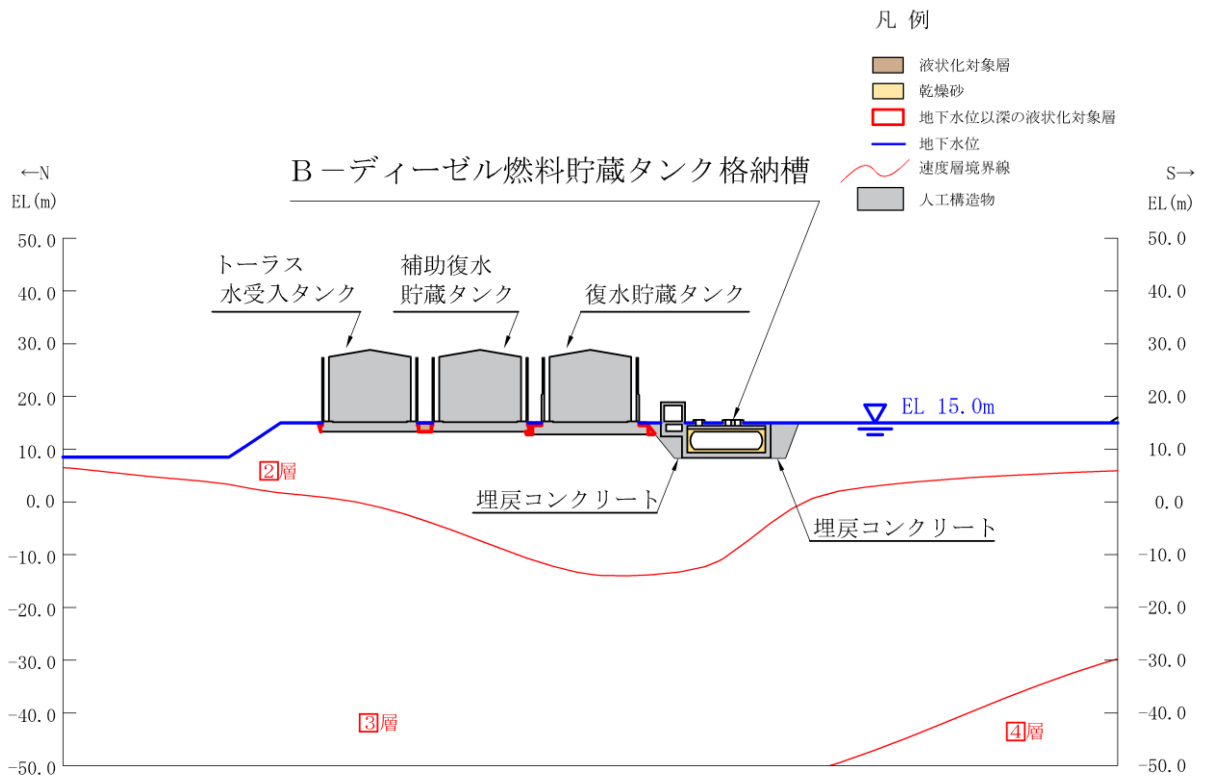 凡 例
液状化対象層
乾燥砂
地下水位以深の液状化対象層
地下水位
速度層境界線
人工構造物
←N
EL(m)
S→
EL(m)
B－ディーゼル燃料貯蔵タンク格納槽
トーラス
水受入タンク
補助復水
貯蔵タンク
復水貯蔵タンク
EL 15.0m
②層
埋戻コンクリート
埋戻コンクリート
③層
④層
50.0
40.0
30.0
20.0
10.0
0.0
-10.0
-20.0
-30.0
-40.0
-50.0
50.0
40.0
30.0
20.0
10.0
0.0
-10.0
-20.0
-30.0
-40.0
-50.0